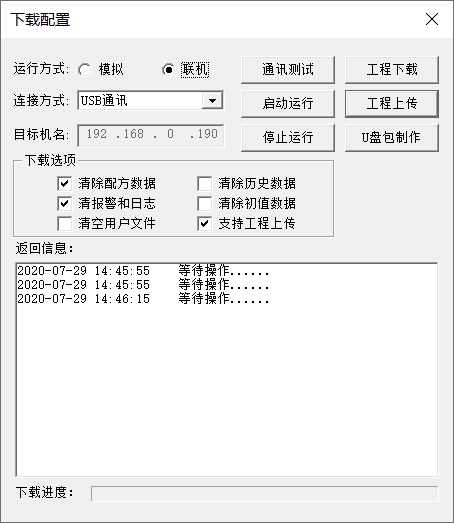 下载配置
运行方式: 模拟 联机 通讯测试 工程下载
连接方式: USB通讯 启动运行 工程上传
目标机名: 192 .168 . 0 .190 停止运行 U盘包制作
下载选项
清除配方数据 清除历史数据
清报警和日志 清除初值数据
清空用户文件 支持工程上传
返回信息:
2020-07-29 14:45:55 等待操作......
2020-07-29 14:45:55 等待操作......
2020-07-29 14:46:15 等待操作......
下载进度: